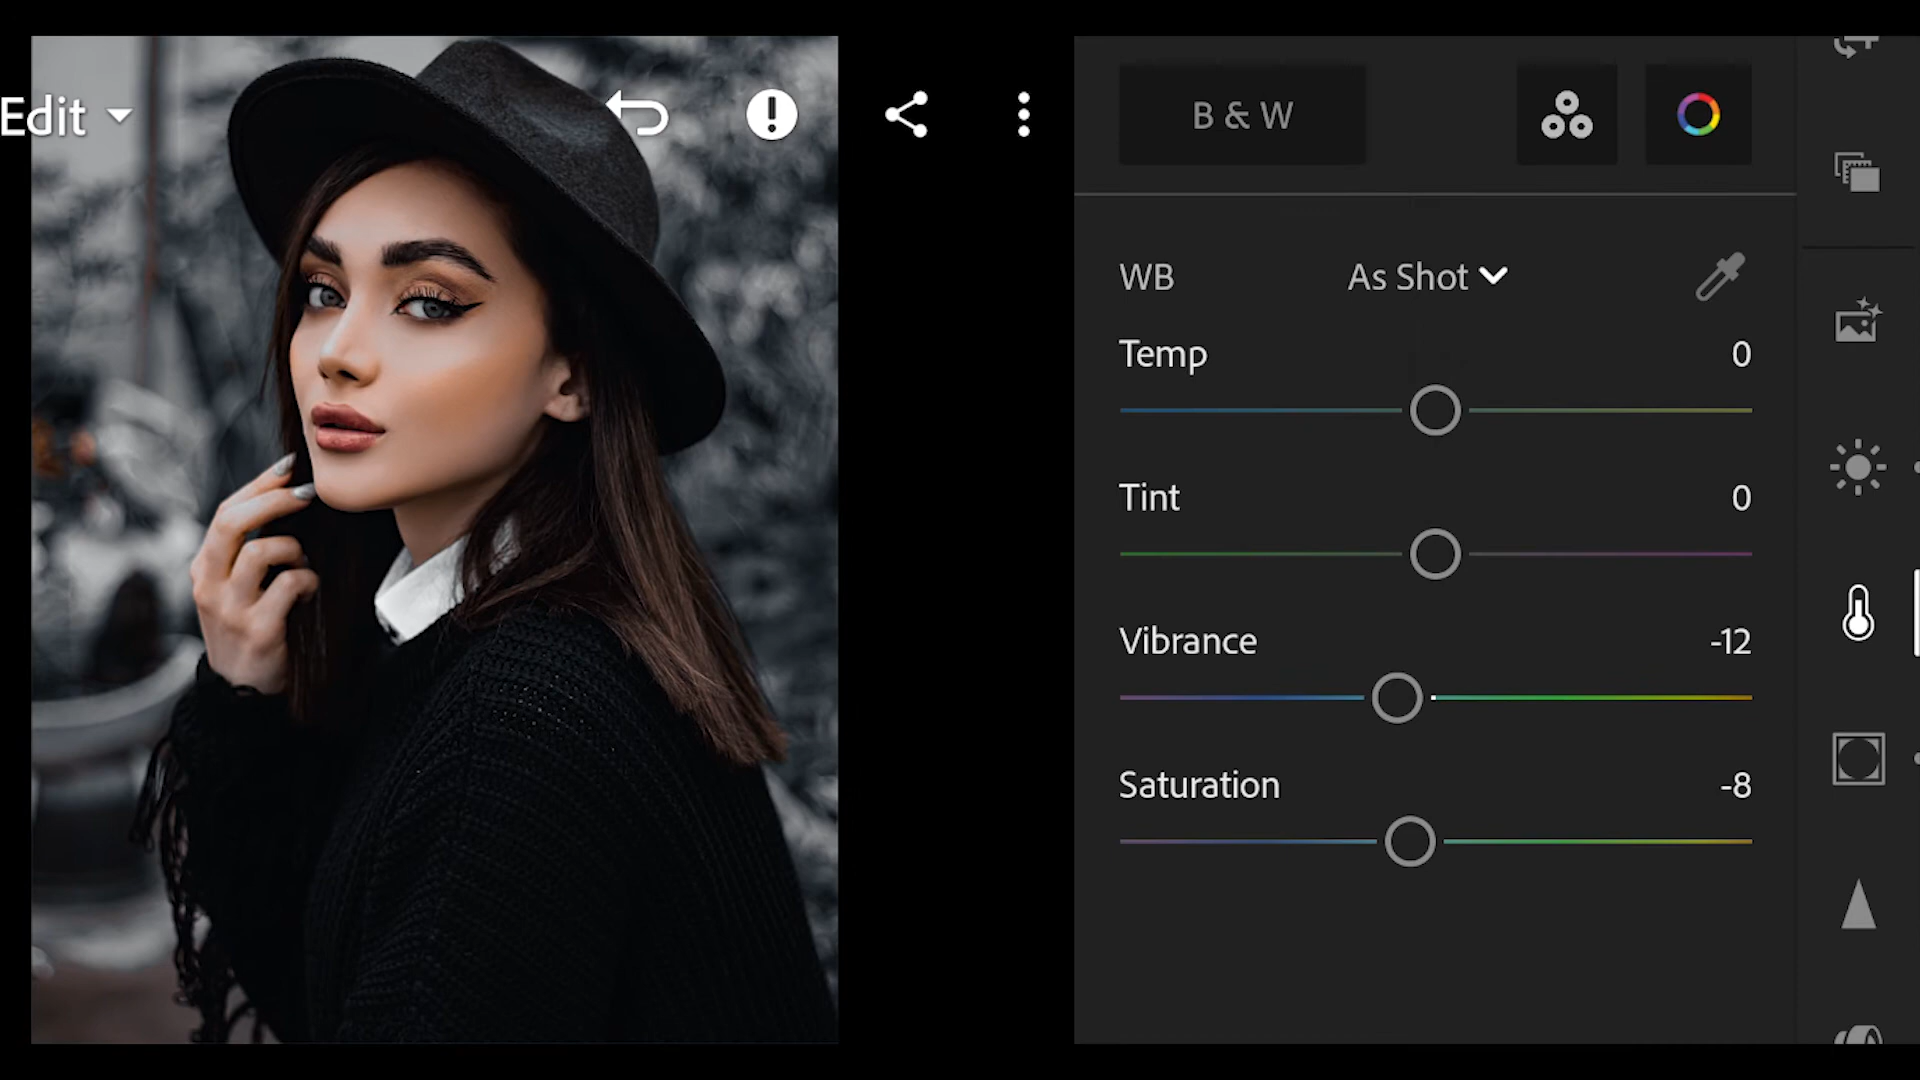 Edit
B & W
WB As Shot
Temp 0
Tint 0
Vibrance -12
Saturation -8